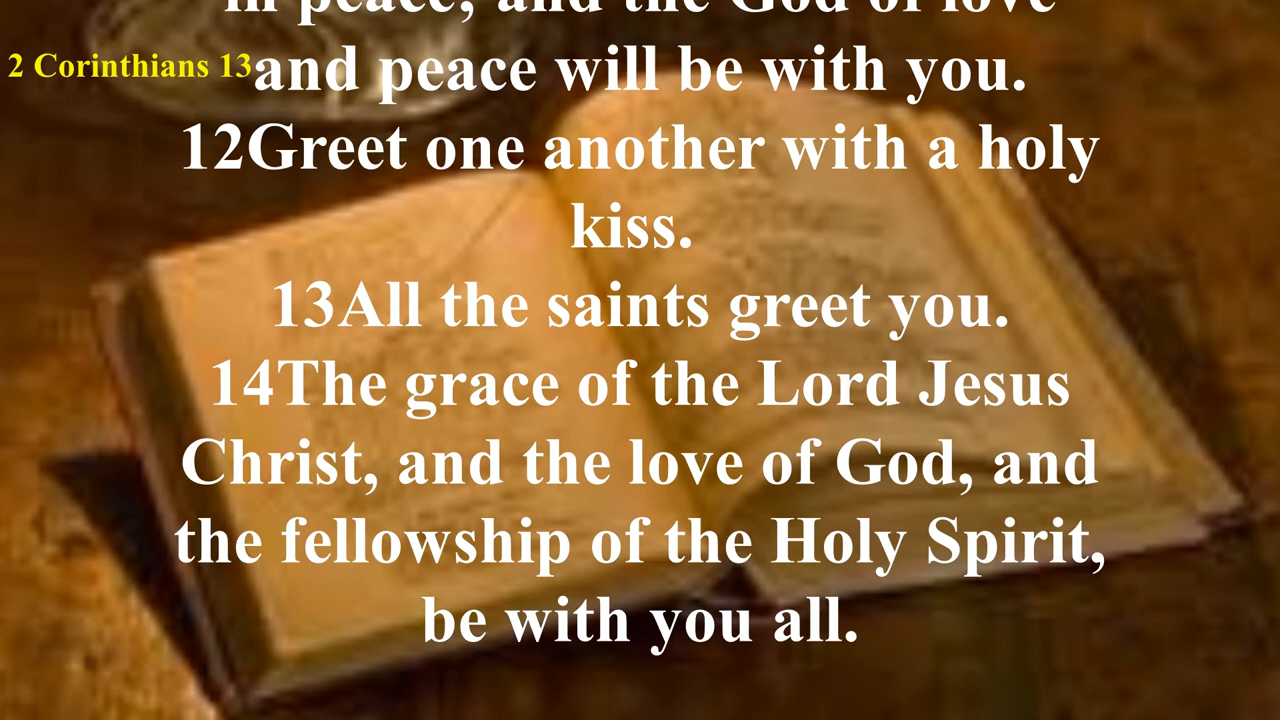 in peace, and the God of love
2 Corinthians 13
and peace will be with you.
12Greet one another with a holy
kiss.
13All the saints greet you.
14The grace of the Lord Jesus
Christ, and the love of God, and
the fellowship of the Holy Spirit,
be with you all.